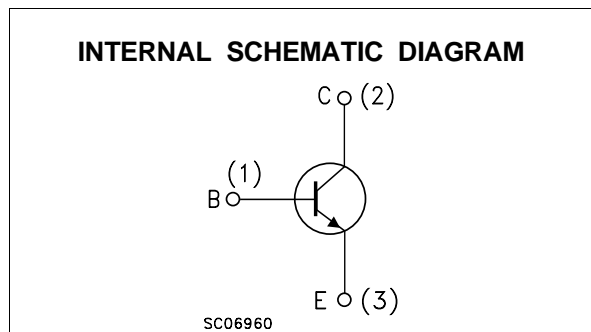 INTERNAL SCHEMATIC DIAGRAM
C (2)
(1)
B
E (3)
SC06960